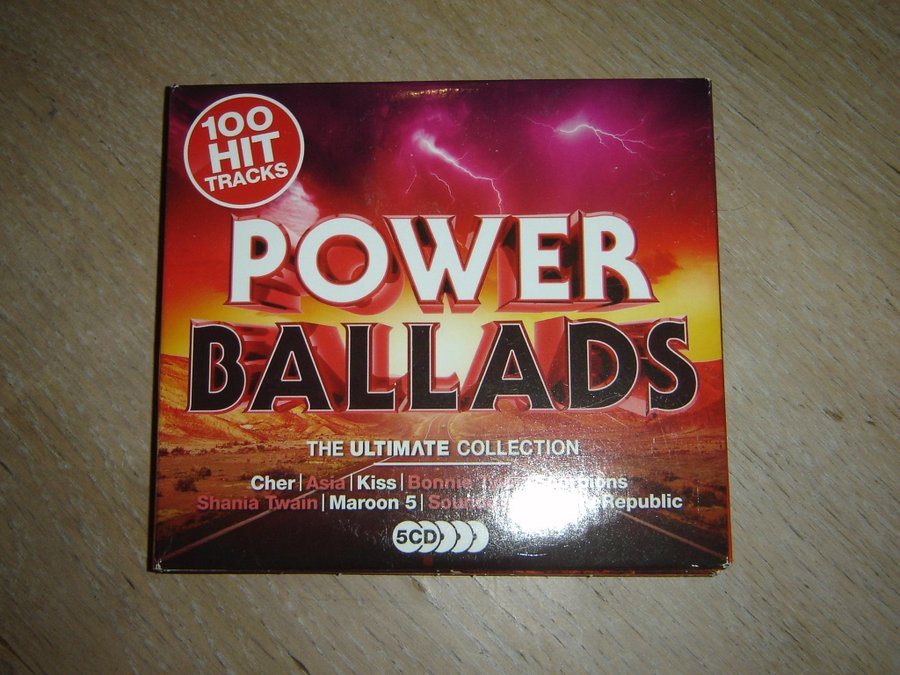 100
HIT
TRACKS
POWER
BALLADS
THE ULTIMATE COLLECTION
Cher | Asia | Kiss | Bonnie
Shania Twain | Maroon 5 | Republic
5CD